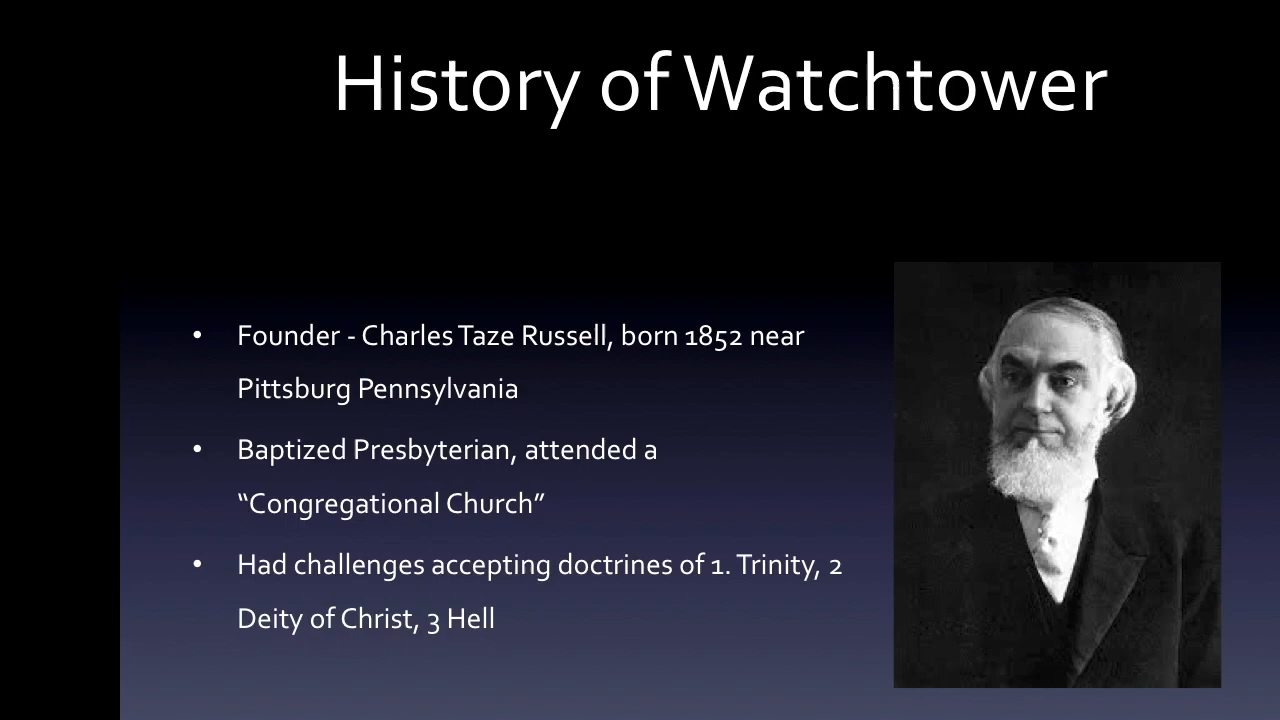 History of Watchtower
• Founder - Charles Taze Russell, born 1852 near
Pittsburg Pennsylvania
• Baptized Presbyterian, attended a
“Congregational Church”
• Had challenges accepting doctrines of 1. Trinity, 2
Deity of Christ, 3 Hell